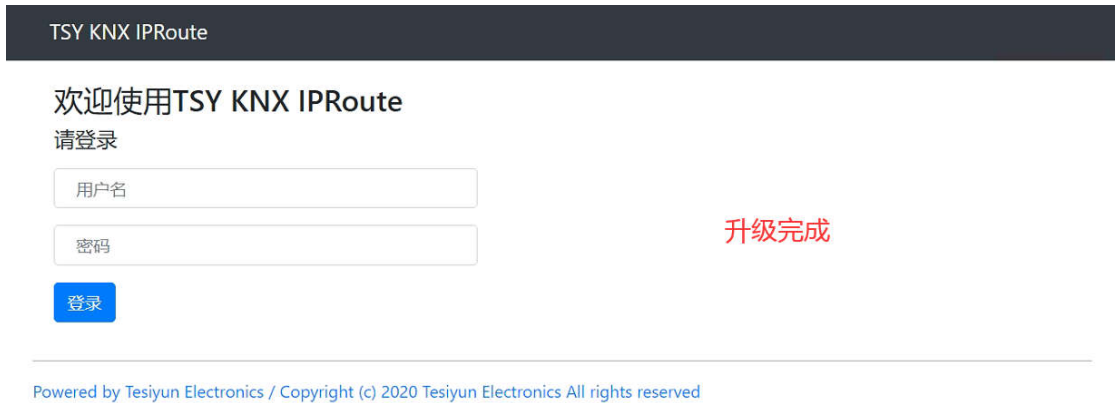 TSY KNX IPRoute
欢迎使用TSY KNX IPRoute
请登录
用户名
密码
升级完成
登录
Powered by Tesiyun Electronics / Copyright (c) 2020 Tesiyun Electronics All rights reserved